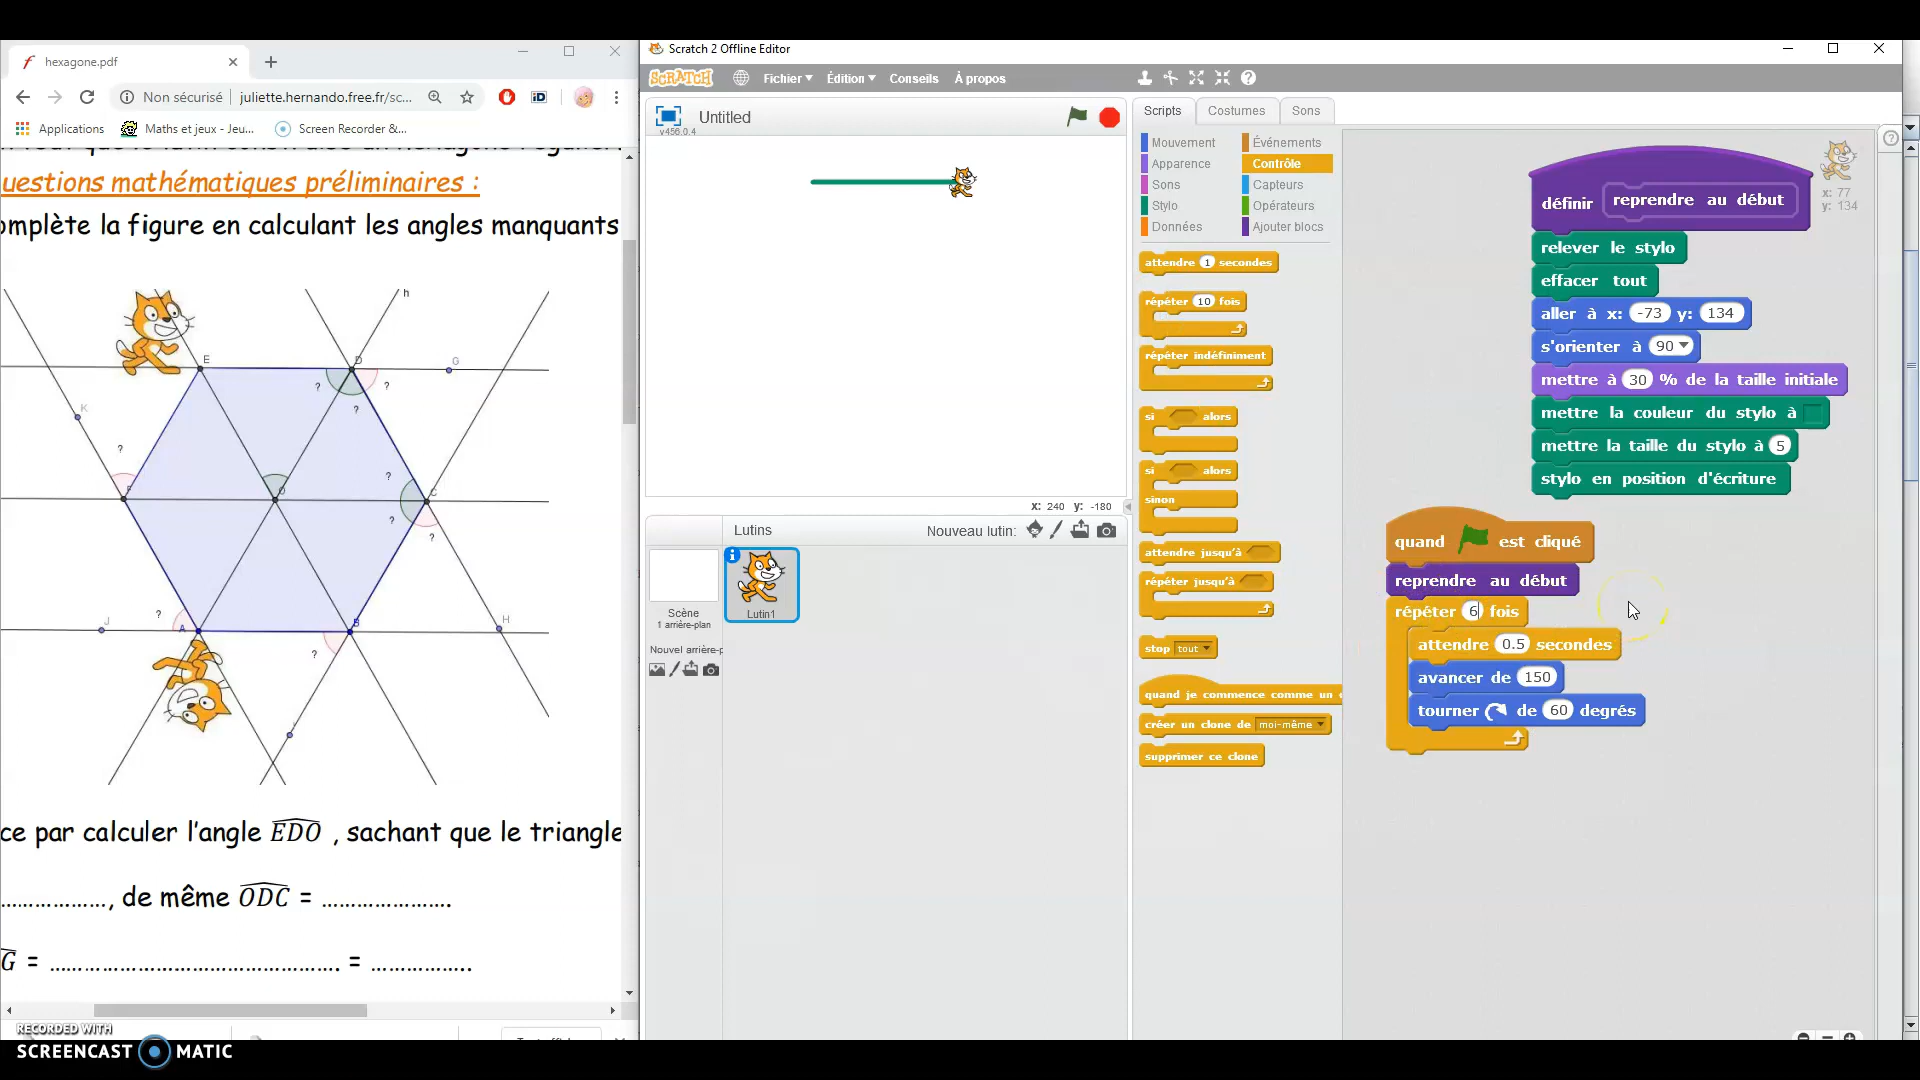 hexagone.pdf
Non sécurisé
juliette.hernando.free.fr/sc...
Applications
Maths et jeux - Jeu...
Screen Recorder &...
uestions mathématiques préliminaires :
omplète la figure en calculant les angles manquants
h
E
D
G
K
?
?
?
?
?
F
O
C
?
?
?
J
A
B
H
?
ce par calculer l'angle EDO , sachant que le triangle
...................., de même ODC = ......................
G = ................................................. = .................
RECORDED WITH
SCREENCAST MATIC
Scratch 2 Offline Editor
SCRATCH
Fichier
Édition
Conseils
À propos
Untitled
v456.0.4
x: 240 y: -180
Lutins
Nouveau lutin:
Scène
1 arrière-plan
Nouvel arrière-p
Lutin1
Scripts
Costumes
Sons
Mouvement
Événements
Apparence
Contrôle
Sons
Capteurs
Stylo
Opérateurs
Données
Ajouter blocs
attendre 1 secondes
répéter 10 fois
répéter indéfiniment
si alors
si alors
sinon
attendre jusqu'à
répéter jusqu'à
stop tout
quand je commence comme un c
créer un clone de moi-même
supprimer ce clone
x: 77
y: 134
définir reprendre au début
relever le stylo
effacer tout
aller à x: -73 y: 134
s'orienter à 90
mettre à 30 % de la taille initiale
mettre la couleur du stylo à
mettre la taille du stylo à 5
stylo en position d'écriture
quand est cliqué
reprendre au début
répéter 6 fois
attendre 0.5 secondes
avancer de 150
tourner de 60 degrés